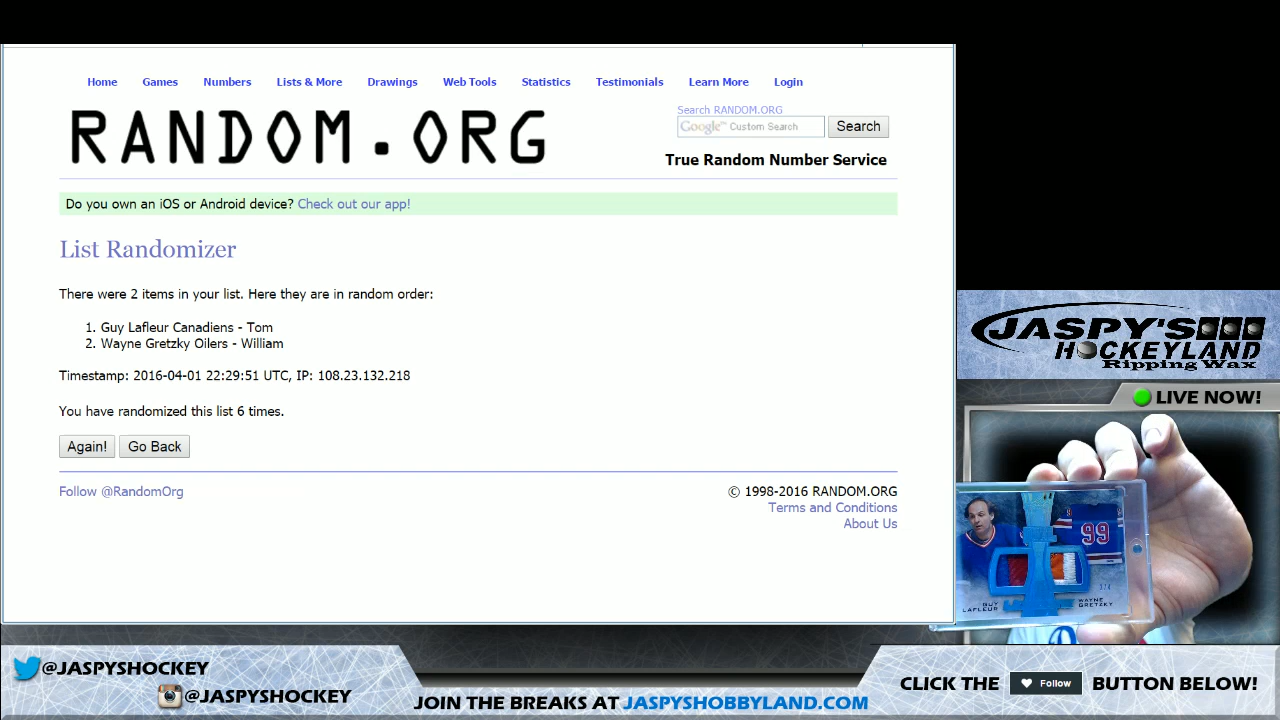 Home Games Numbers Lists & More Drawings Web Tools Statistics Testimonials Learn More Login
RANDOM.ORG
Search RANDOM.ORG
Google™ Custom Search Search
True Random Number Service
Do you own an iOS or Android device? Check out our app!
List Randomizer
There were 2 items in your list. Here they are in random order:
1. Guy Lafleur Canadiens - Tom
2. Wayne Gretzky Oilers - William
Timestamp: 2016-04-01 22:29:51 UTC, IP: 108.23.132.218
You have randomized this list 6 times.
Again! Go Back
Follow @RandomOrg
© 1998-2016 RANDOM.ORG
Terms and Conditions
About Us
JASPY'S
HOCKEYLAND
Ripping Wax
LIVE NOW!
99
GUY
LAFLEUR
WAYNE
GRETZKY
@JASPYSHOCKEY
@JASPYSHOCKEY
JOIN THE BREAKS AT JASPYSHOBBYLAND.COM
CLICK THE Follow BUTTON BELOW!